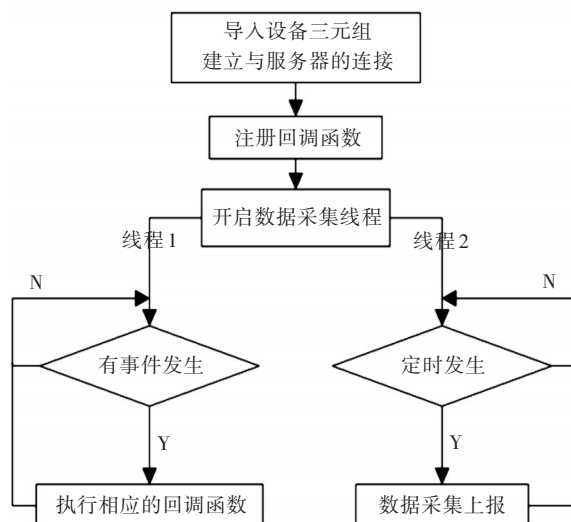 导入设备三元组
建立与服务器的连接
注册回调函数
开启数据采集线程
线程1
线程2
N
N
有事件发生
定时发生
Y
Y
执行相应的回调函数
数据采集上报